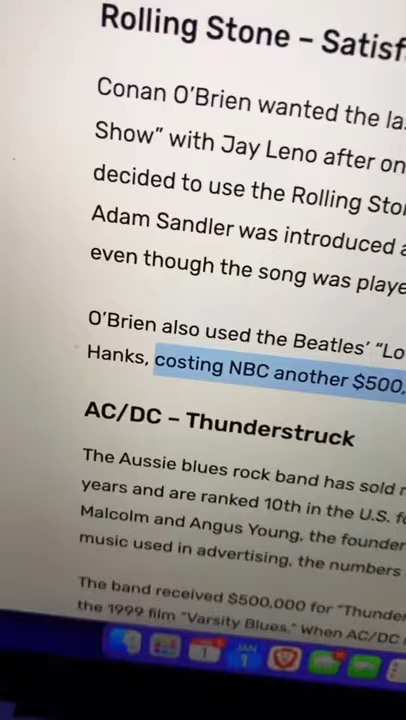 Rolling Stone – Satisf
Conan O'Brien wanted the la
Show” with Jay Leno after on
decided to use the Rolling Sto
Adam Sandler was introduced a
even though the song was playe
O'Brien also used the Beatles' “Lo
Hanks, costing NBC another $500,
AC/DC – Thunderstruck
The Aussie blues rock band has sold
years and are ranked 10th in the U.S. f
Malcolm and Angus Young, the founder
music used in advertising, the numbers
The band received $500,000 for “Thunder
the 1999 film “Varsity Blues.” When AC/DC
1
JAN
1